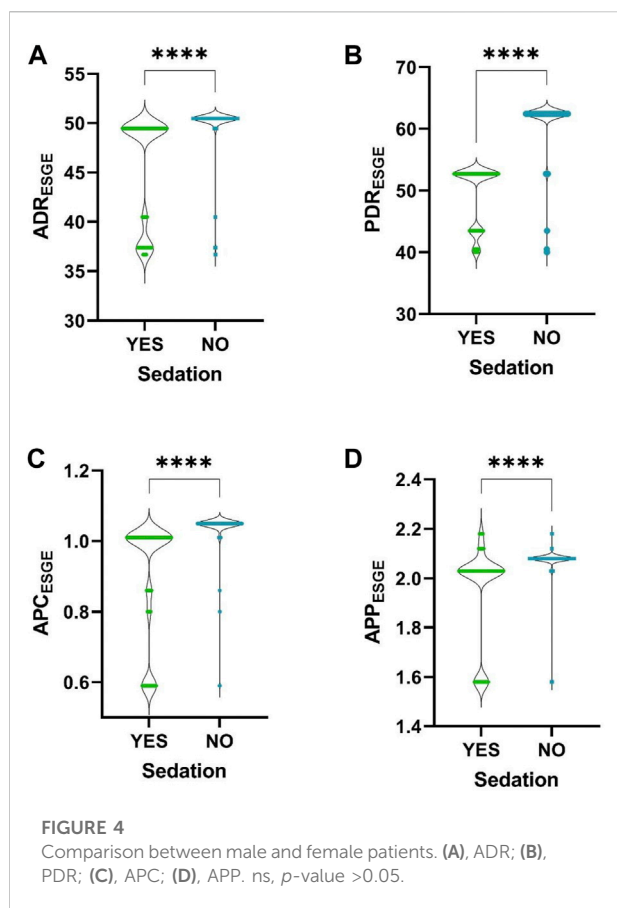 A
****
55
50
45
40
35
30
ADR_ESGE
YES NO
Sedation
B
****
70
60
50
40
30
PDR_ESGE
YES NO
Sedation
C
****
1.2
1.0
0.8
0.6
APC_ESGE
YES NO
Sedation
D
****
2.4
2.2
2.0
1.8
1.6
1.4
APP_ESGE
YES NO
Sedation
FIGURE 4
Comparison between male and female patients. (A), ADR; (B),
PDR; (C), APC; (D), APP. ns, p-value >0.05.